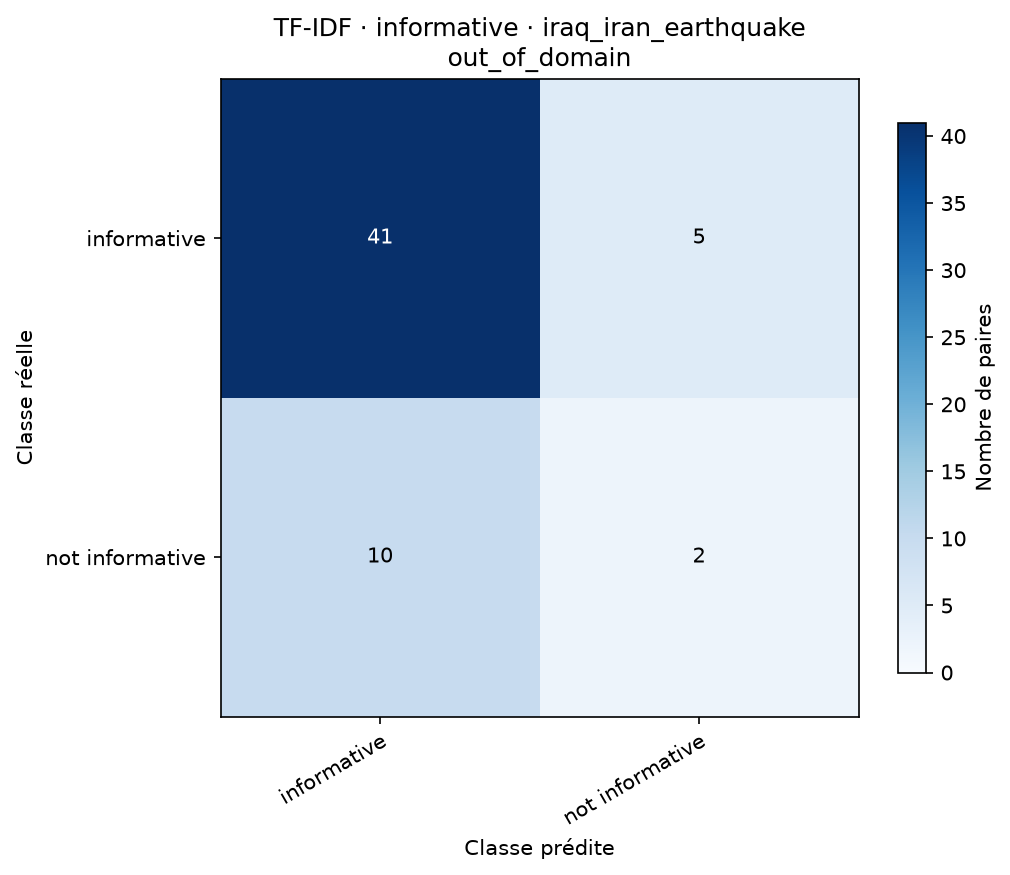 TF-IDF · informative · iraq_iran_earthquake
out_of_domain
informative
41
5
not informative
10
2
informative
not informative
Classe prédite
Classe réelle
40
35
30
25
20
15
10
5
0
Nombre de paires